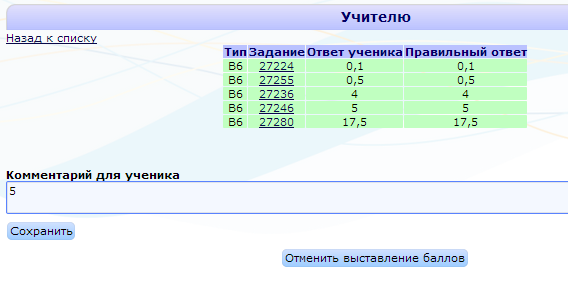 Учителю
Назад к списку
Тип Задание Ответ ученика Правильный ответ
B6 27224 0,1 0,1
B6 27255 0,5 0,5
B6 27236 4 4
B6 27246 5 5
B6 27280 17,5 17,5
Комментарий для ученика
5
Сохранить
Отменить выставление баллов